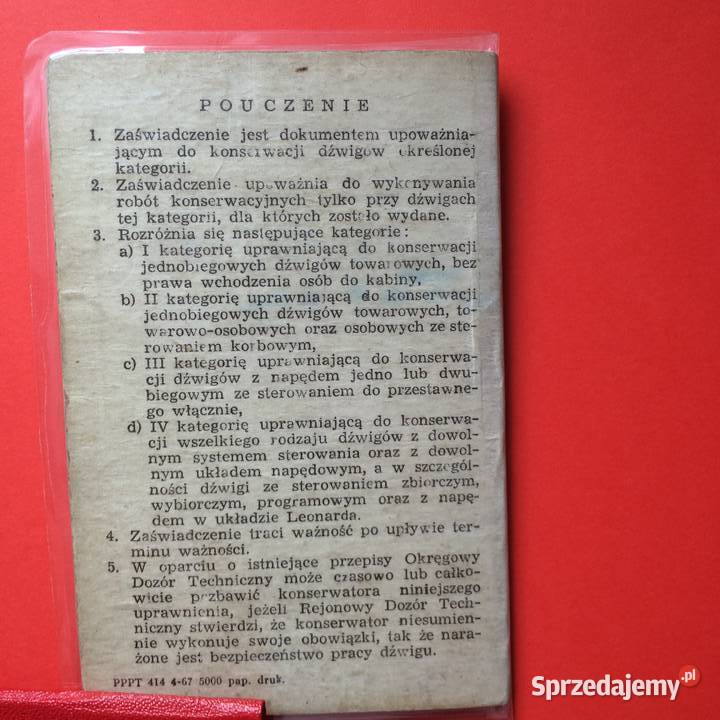 POUCZENIE
1. Zaświadczenie jest dokumentem upoważnia-
jącym do konserwacji dźwigów określonej
kategorii.
2. Zaświadczenie upoważnia do wykonywania
robót konserwacyjnych tylko przy dźwigach
tej kategorii, dla których zostało wydane.
3. Rozróżnia się następujące kategorie:
a) I kategorię uprawniającą do konserwacji
jednobiegowych dźwigów towarowych, bez
prawa wchodzenia osób do kabiny,
b) II kategorię uprawniającą do konserwacji
jednobiegowych dźwigów towarowych, to-
warowo-osobowych oraz osobowych ze ste-
rowaniem korbowym,
c) III kategorię uprawniającą do konserwa-
cji dźwigów z napędem jedno lub dwu-
biegowym ze sterowaniem do przestawne-
go włącznie,
d) IV kategorię uprawniającą do konserwa-
cji wszelkiego rodzaju dźwigów z dowol-
nym systemem sterowania oraz z dowol-
nym układem napędowym, a w szczegól-
ności dźwigi ze sterowaniem zbiorczym,
wybiorczym, programowym oraz z napę-
dem w układzie Leonarda.
4. Zaświadczenie traci ważność po upływie ter-
minu ważności.
5. W oparciu o istniejące przepisy Okręgowy
Dozór Techniczny może czasowo lub całko-
wicie pozbawić konserwatora niniejszego
uprawnienia, jeżeli Rejonowy Dozór Tech-
niczny stwierdzi, że konserwator niesumien-
nie wykonuje swoje obowiązki, tak że nara-
żone jest bezpieczeństwo pracy dźwigu.
PPPT 414 4-67 5000 pap. druk.
Sprzedajemy.pl